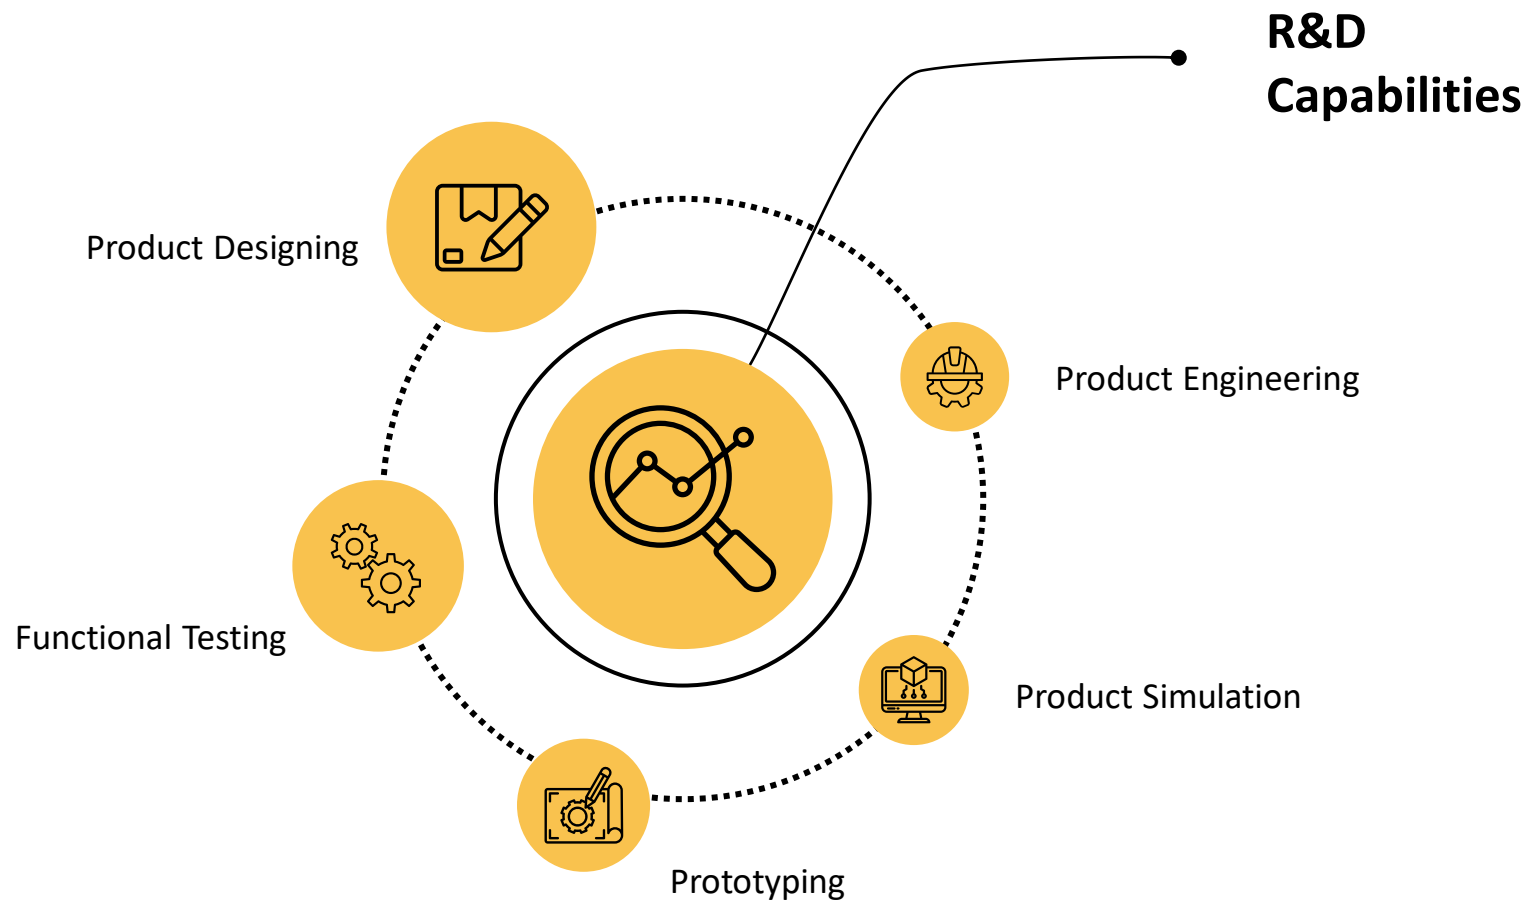 R&D
Capabilities
Product Designing
Product Engineering
Functional Testing
Product Simulation
Prototyping